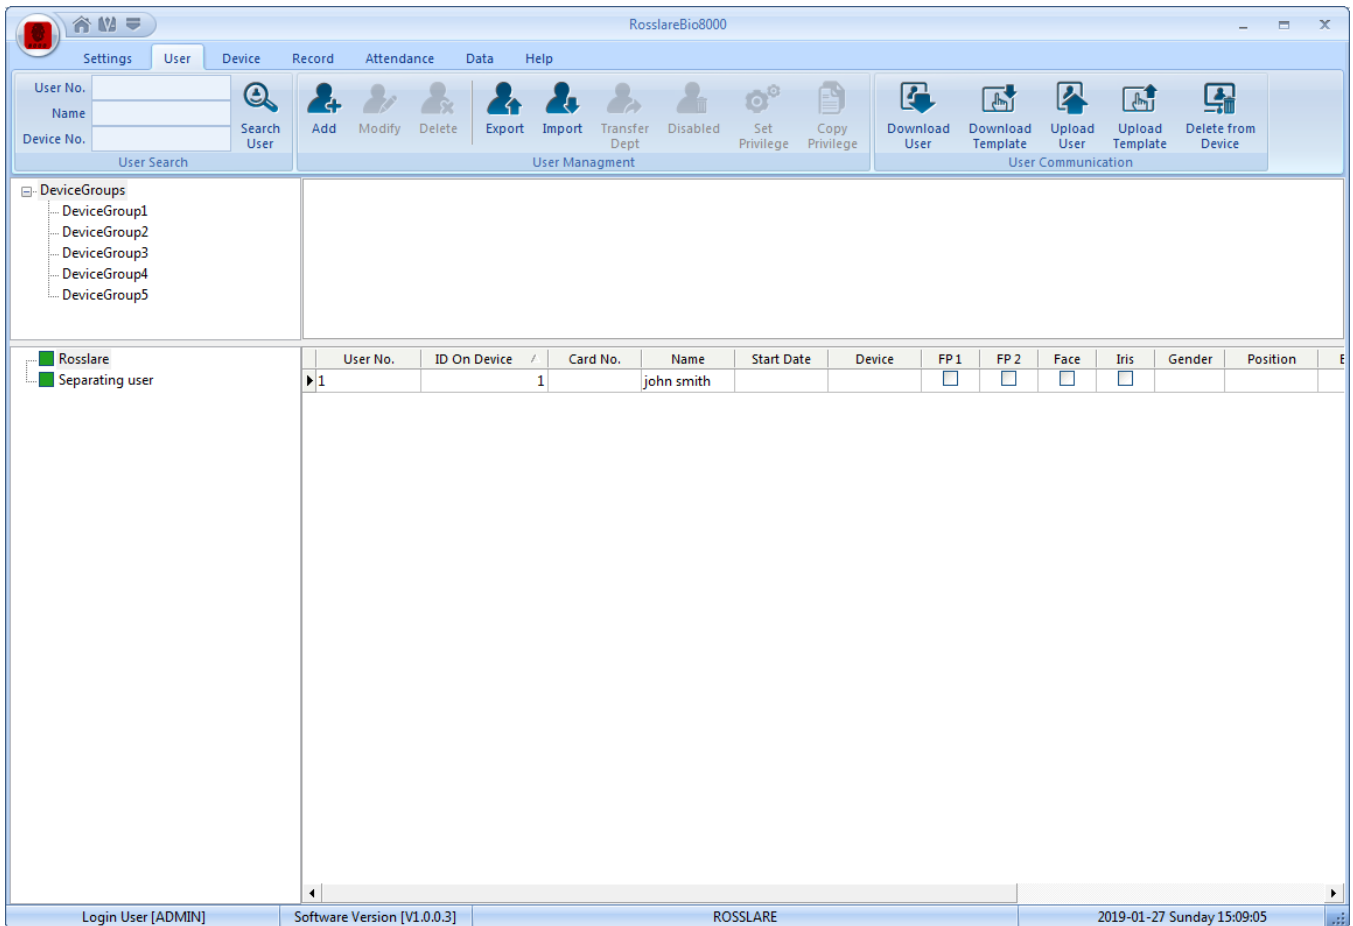 RosslareBio8000
Settings User Device Record Attendance Data Help
User No.
Name
Device No.
Search User
User Search
Add Modify Delete Export Import Transfer Dept Disabled Set Privilege Copy Privilege
User Managment
Download User Download Template Upload User Upload Template Delete from Device
User Communication
DeviceGroups
DeviceGroup1
DeviceGroup2
DeviceGroup3
DeviceGroup4
DeviceGroup5
Rosslare
Separating user
User No. ID On Device Card No. Name Start Date Device FP 1 FP 2 Face Iris Gender Position
1 1 john smith
Login User [ADMIN] Software Version [V1.0.0.3] ROSSLARE 2019-01-27 Sunday 15:09:05